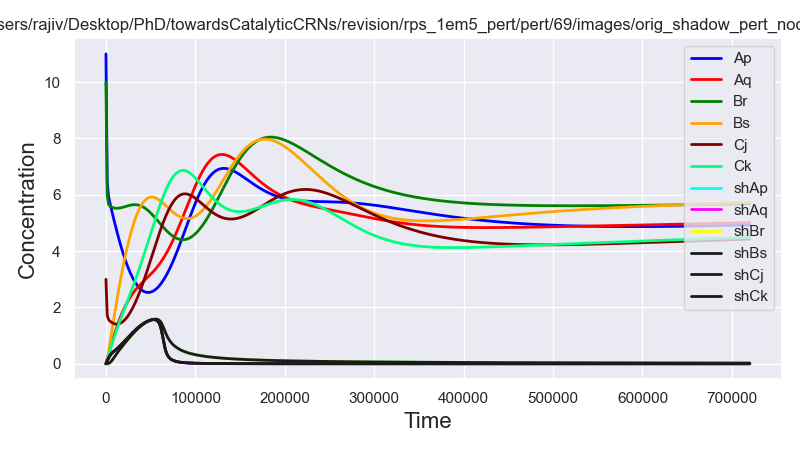 sers/rajiv/Desktop/PhD/towardsCatalyticCRNs/revision/rps_1em5_pert/pert/69/images/orig_shadow_pert_noc
Concentration
10
8
6
4
2
0
0 100000 200000 300000 400000 500000 600000 700000
Time
Ap
Aq
Br
Bs
Cj
Ck
shAp
shAq
shBr
shBs
shCj
shCk